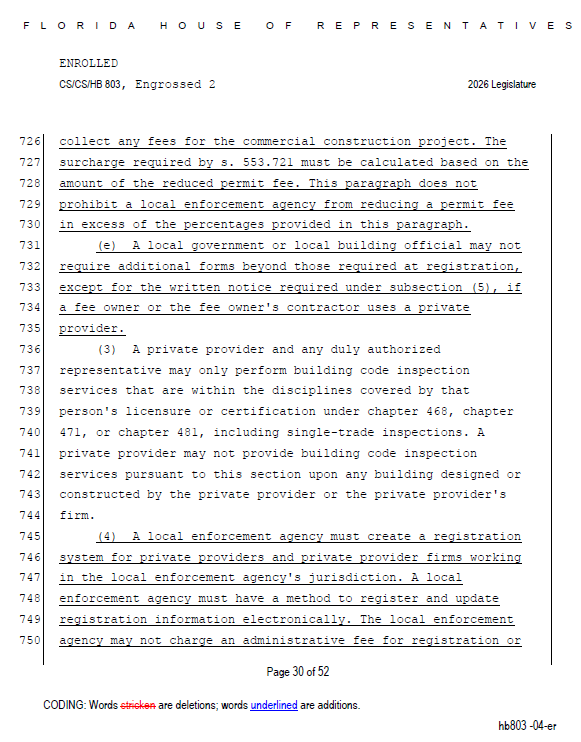 F L O R I D A   H O U S E   O F   R E P R E S E N T A T I V E S
ENROLLED
CS/CS/HB 803, Engrossed 2 2026 Legislature
726 collect any fees for the commercial construction project. The
727 surcharge required by s. 553.721 must be calculated based on the
728 amount of the reduced permit fee. This paragraph does not
729 prohibit a local enforcement agency from reducing a permit fee
730 in excess of the percentages provided in this paragraph.
731 (e) A local government or local building official may not
732 require additional forms beyond those required at registration,
733 except for the written notice required under subsection (5), if
734 a fee owner or the fee owner's contractor uses a private
735 provider.
736 (3) A private provider and any duly authorized
737 representative may only perform building code inspection
738 services that are within the disciplines covered by that
739 person's licensure or certification under chapter 468, chapter
740 471, or chapter 481, including single-trade inspections. A
741 private provider may not provide building code inspection
742 services pursuant to this section upon any building designed or
743 constructed by the private provider or the private provider's
744 firm.
745 (4) A local enforcement agency must create a registration
746 system for private providers and private provider firms working
747 in the local enforcement agency's jurisdiction. A local
748 enforcement agency must have a method to register and update
749 registration information electronically. The local enforcement
750 agency may not charge an administrative fee for registration or
Page 30 of 52
CODING: Words stricken are deletions; words underlined are additions.
hb803 -04-er